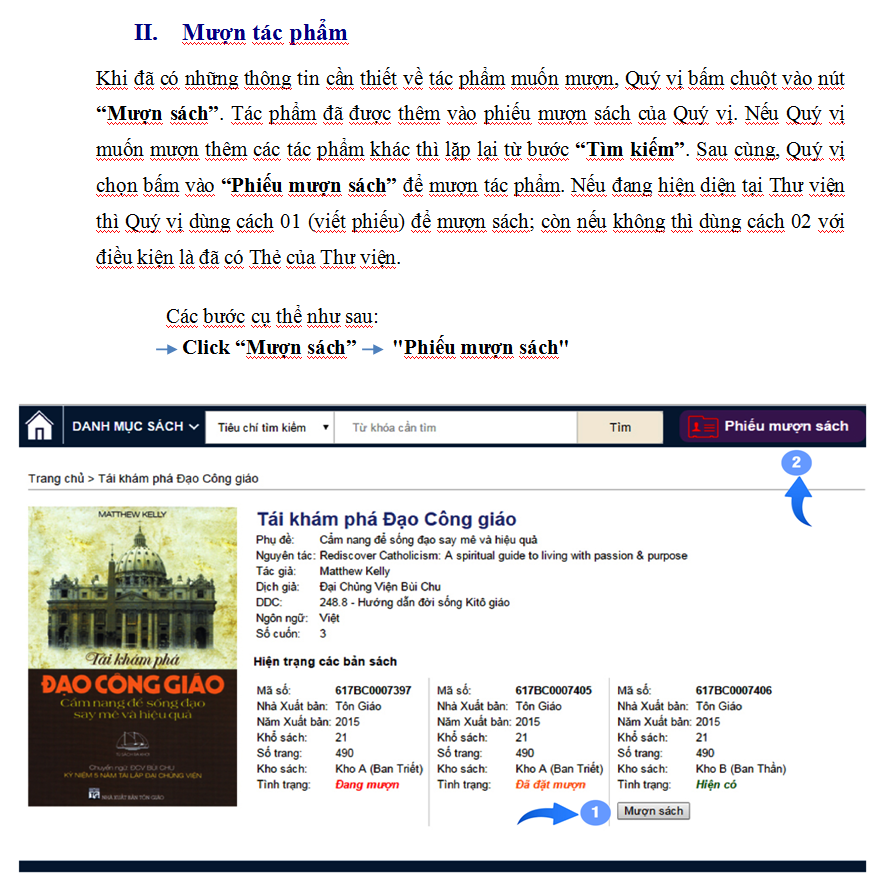 II. Mượn tác phẩm
Khi đã có những thông tin cần thiết về tác phẩm muốn mượn, Quý vị bấm chuột vào nút
“Mượn sách”. Tác phẩm đã được thêm vào phiếu mượn sách của Quý vị. Nếu Quý vị
muốn mượn thêm các tác phẩm khác thì lặp lại từ bước “Tìm kiếm”. Sau cùng, Quý vị
chọn bấm vào “Phiếu mượn sách” để mượn tác phẩm. Nếu đang hiện diện tại Thư viện
thì Quý vị dùng cách 01 (viết phiếu) để mượn sách; còn nếu không thì dùng cách 02 với
điều kiện là đã có Thẻ của Thư viện.
Các bước cụ thể như sau:
Click “Mượn sách” "Phiếu mượn sách"
DANH MỤC SÁCH Tiêu chí tìm kiếm Từ khóa cần tìm Tìm Phiếu mượn sách
2
Trang chủ > Tái khám phá Đạo Công giáo
MATTHEW KELLY
Tái khám phá
ĐẠO CÔNG GIÁO
Cẩm nang để sống đạo
say mê và hiệu quả
Chuyển ngữ: ĐCV BÙI CHU
KỶ NIỆM 5 NĂM TÁI LẬP ĐẠI CHỦNG VIỆN
NHÀ XUẤT BẢN TÔN GIÁO
Tái khám phá Đạo Công giáo
Phụ đề: Cẩm nang để sống đạo say mê và hiệu quả
Nguyên tác: Rediscover Catholicism: A spiritual guide to living with passion & purpose
Tác giả: Matthew Kelly
Dịch giả: Đại Chủng Viện Bùi Chu
DDC: 248.8 - Hướng dẫn đời sống Kitô giáo
Ngôn ngữ: Việt
Số cuốn: 3
Hiện trạng các bản sách
Mã số: 617BC0007397 Mã số: 617BC0007405 Mã số: 617BC0007406
Nhà Xuất bản: Tôn Giáo Nhà Xuất bản: Tôn Giáo Nhà Xuất bản: Tôn Giáo
Năm Xuất bản: 2015 Năm Xuất bản: 2015 Năm Xuất bản: 2015
Khổ sách: 21 Khổ sách: 21 Khổ sách: 21
Số trang: 490 Số trang: 490 Số trang: 490
Kho sách: Kho A (Ban Triết) Kho sách: Kho A (Ban Triết) Kho sách: Kho B (Ban Thần)
Tình trạng: Đang mượn Tình trạng: Đã đặt mượn Tình trạng: Hiện có
1 Mượn sách